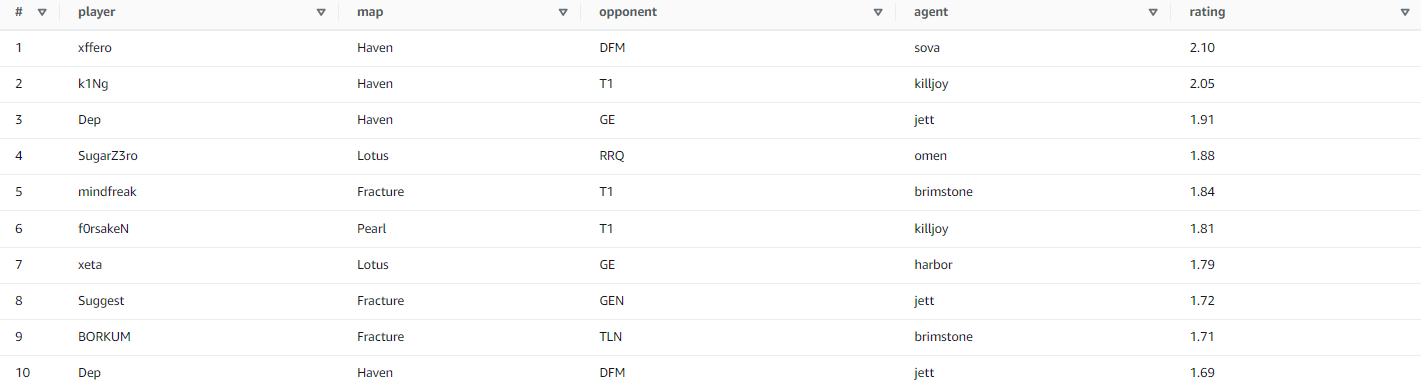 # player map opponent agent rating
1 xffero Haven DFM sova 2.10
2 k1Ng Haven T1 killjoy 2.05
3 Dep Haven GE jett 1.91
4 SugarZ3ro Lotus RRQ omen 1.88
5 mindfreak Fracture T1 brimstone 1.84
6 f0rsakeN Pearl T1 killjoy 1.81
7 xeta Lotus GE harbor 1.79
8 Suggest Fracture GEN jett 1.72
9 BORKUM Fracture TLN brimstone 1.71
10 Dep Haven DFM jett 1.69